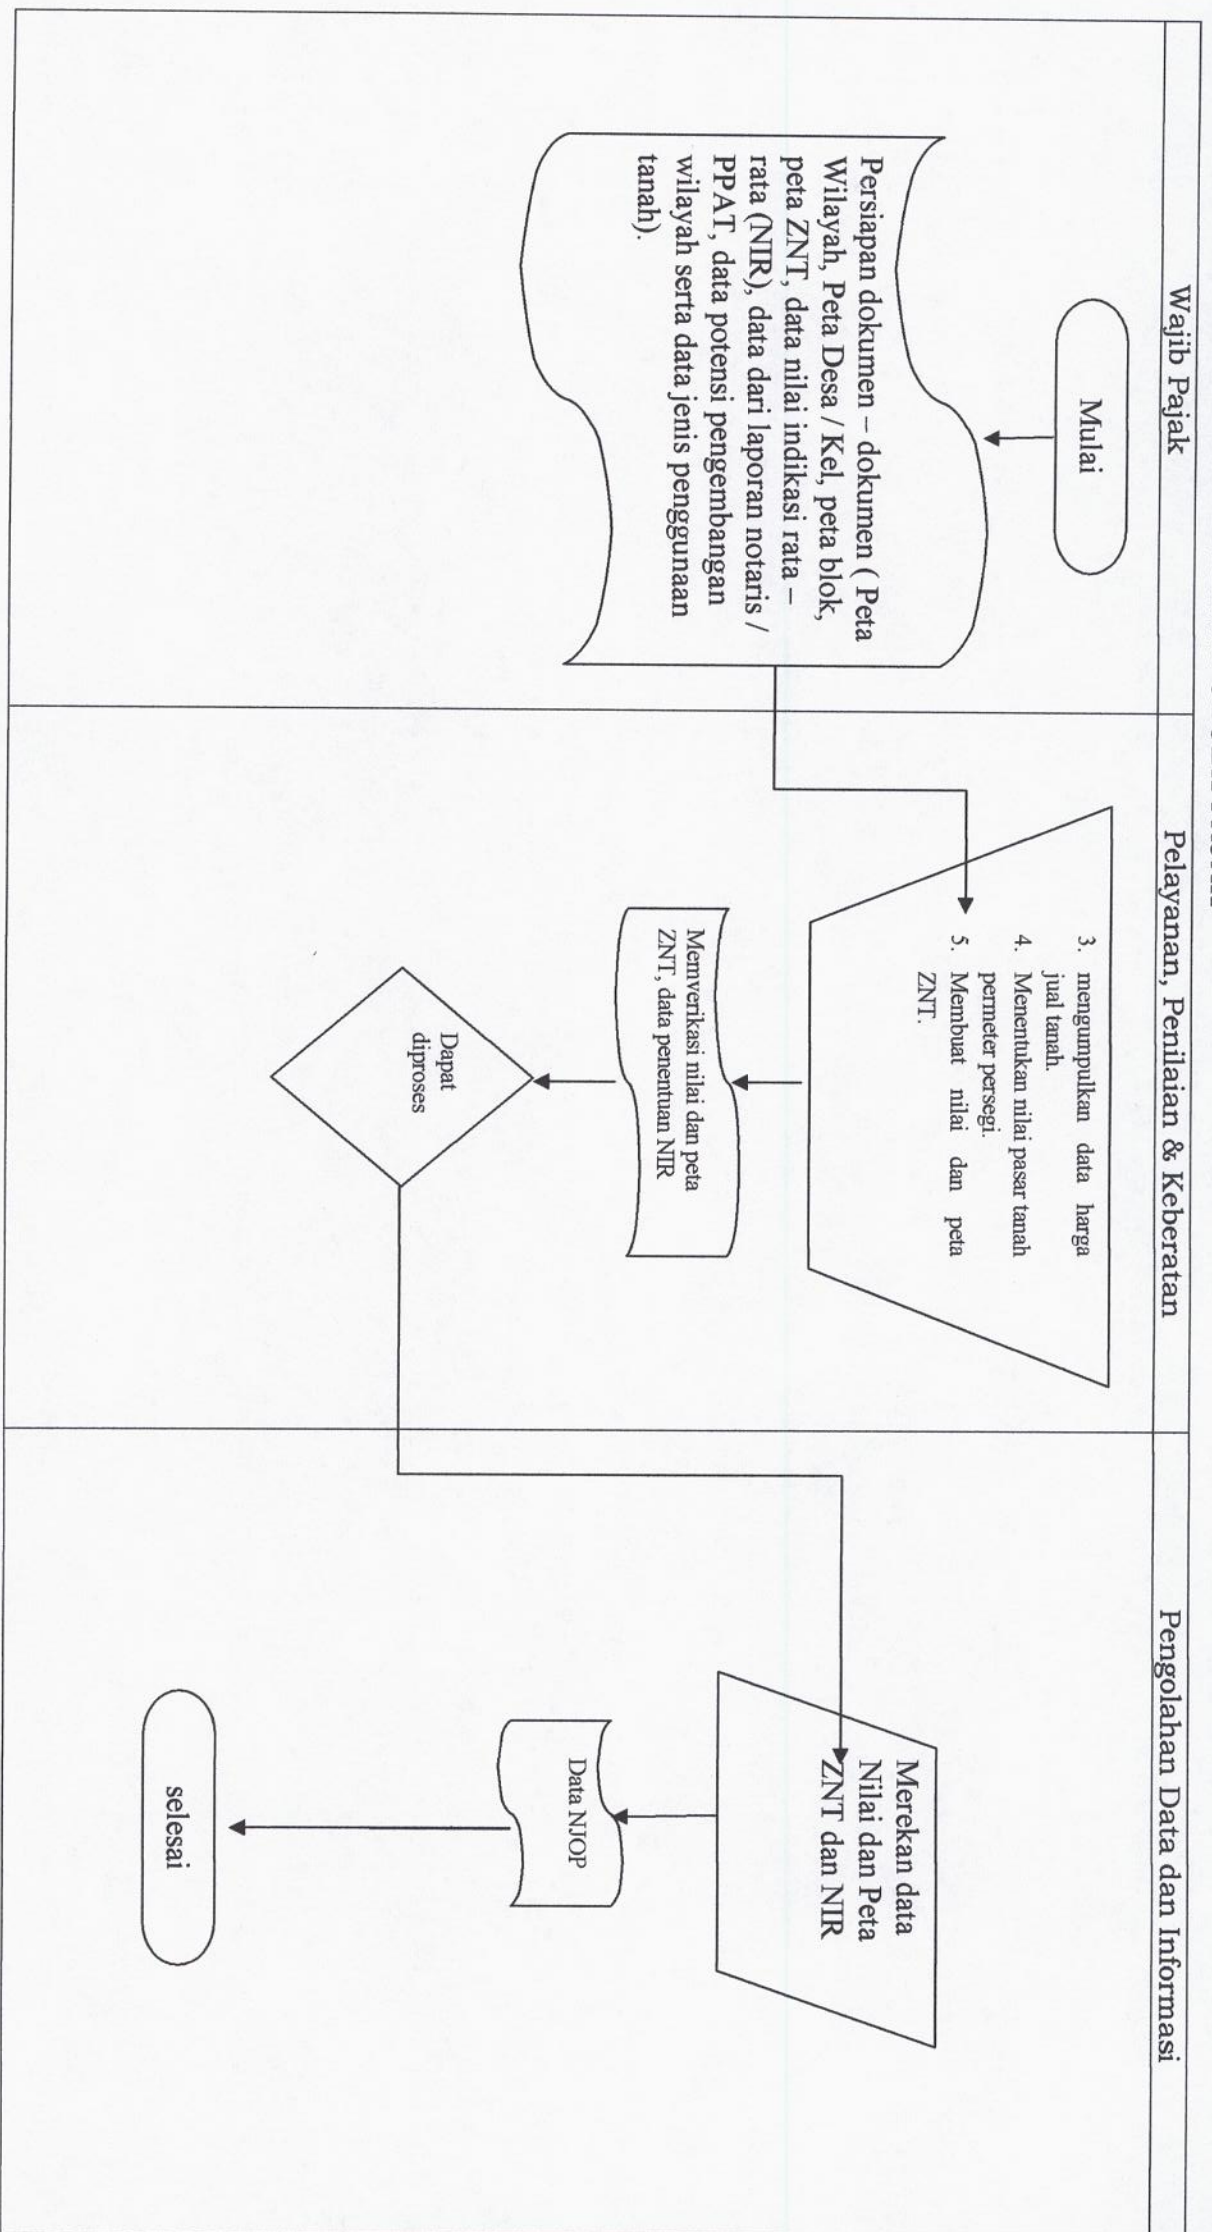 Wajib Pajak
Pelayanan, Penilaian & Keberatan
Pengolahan Data dan Informasi
Mulai
Persiapan dokumen – dokumen ( Peta
Wilayah, Peta Desa / Kel, peta blok,
peta ZNT, data nilai indikasi rata –
rata (NIR), data dari laporan notaris /
PPAT, data potensi pengembangan
wilayah serta data jenis penggunaan
tanah).
3. mengumpulkan data harga
jual tanah.
4. Menentukan nilai pasar tanah
permeter persegi.
5. Membuat nilai dan peta
ZNT.
Memverikasi nilai dan peta
ZNT, data penentuan NIR
Dapat
diproses
Merekan data
Nilai dan Peta
ZNT dan NIR
Data NJOP
selesai